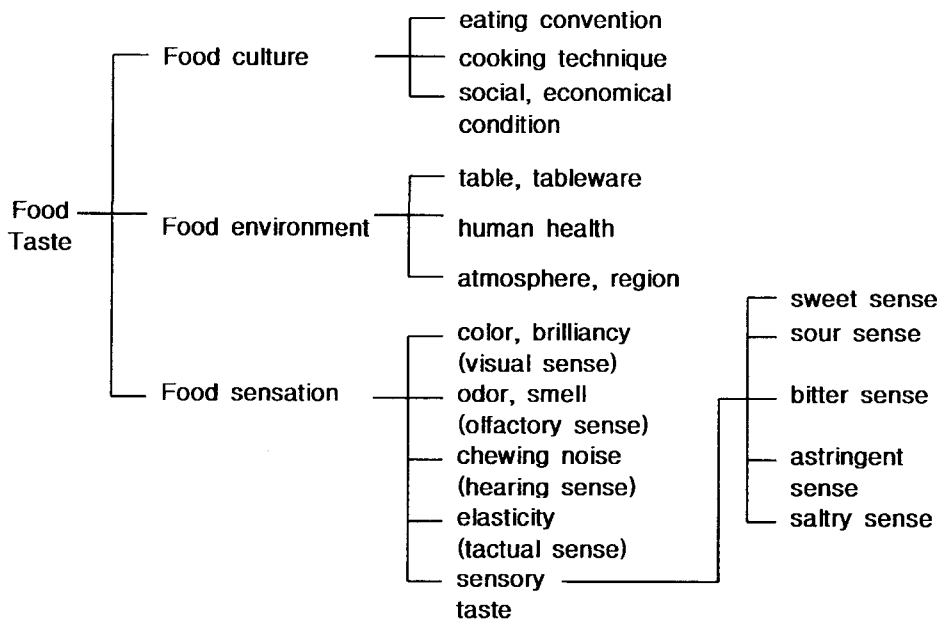 Food
Taste
Food culture
eating convention
cooking technique
social, economical
condition
Food environment
table, tableware
human health
atmosphere, region
Food sensation
color, brilliancy
(visual sense)
odor, smell
(olfactory sense)
chewing noise
(hearing sense)
elasticity
(tactual sense)
sensory
taste
sweet sense
sour sense
bitter sense
astringent
sense
saltry sense